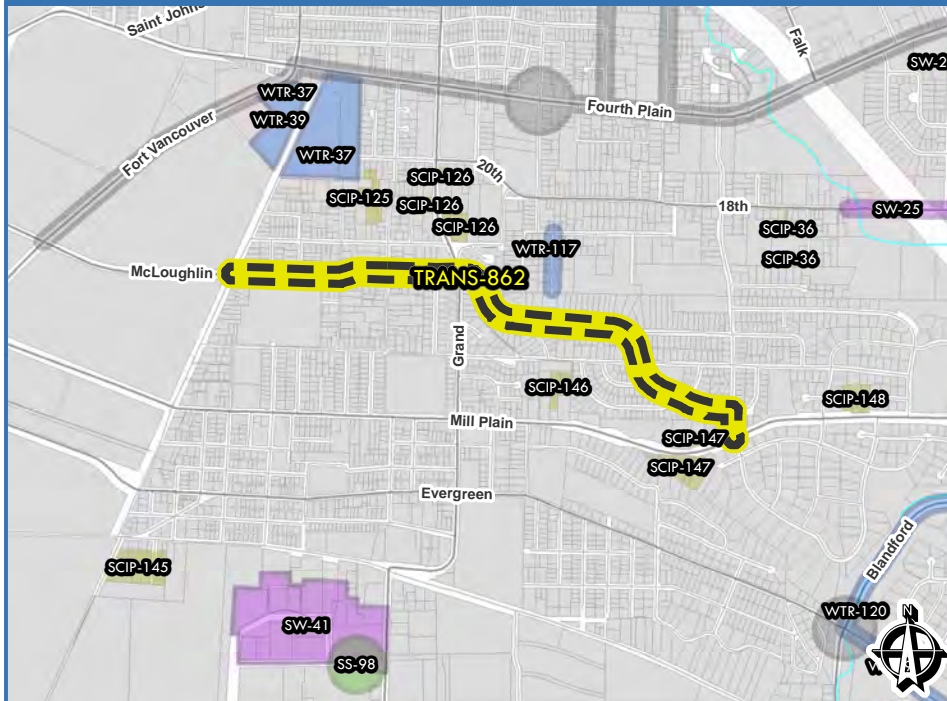 Saint Johns
Falk
SW-2
WTR-37
Fourth Plain
WTR-39
Fort Vancouver
WTR-37
20th
SCIP-126
SCIP-125
SCIP-126
18th
SW-25
SCIP-126
SCIP-36
WTR-117
SCIP-36
McLoughlin
TRANS-862
Grand
SCIP-146
SCIP-148
Mill Plain
SCIP-147
SCIP-147
Evergreen
Blandford
SCIP-145
WTR-120
N
SW-41
SS-98